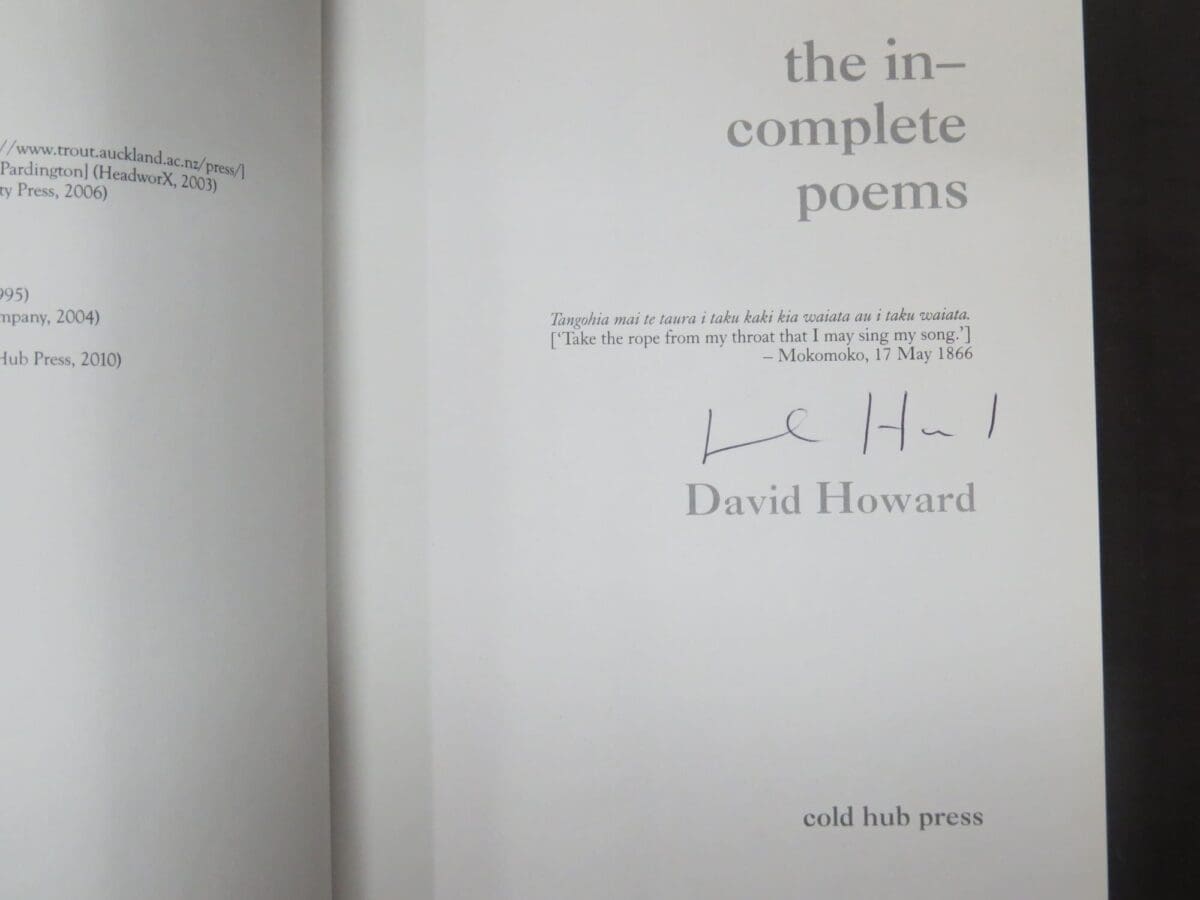 //www.trout.auckland.ac.nz/press/]
Pardington] (HeadworX, 2003)
ty Press, 2006)
995)
mpany, 2004)
Hub Press, 2010)
the in–
complete
poems
Tangohia mai te taura i taku kaki kia waiata au i taku waiata.
[‘Take the rope from my throat that I may sing my song.’]
– Mokomoko, 17 May 1866
David Howard
cold hub press